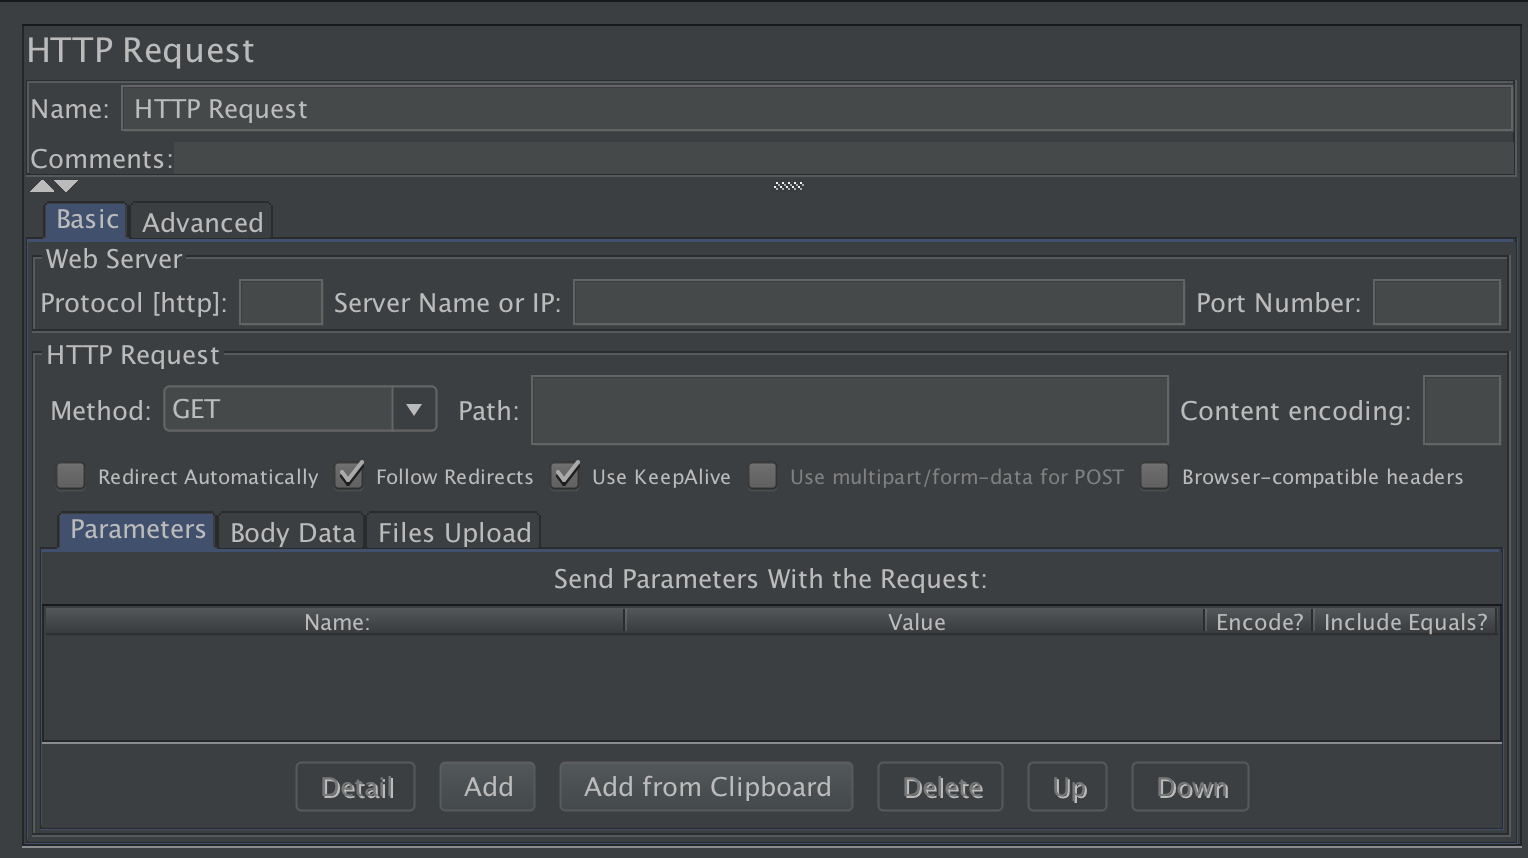 HTTP Request
Name: HTTP Request
Comments:
Basic Advanced
Web Server
Protocol [http]: Server Name or IP: Port Number:
HTTP Request
Method: GET Path: Content encoding:
Redirect Automatically Follow Redirects Use KeepAlive Use multipart/form-data for POST Browser-compatible headers
Parameters Body Data Files Upload
Send Parameters With the Request:
Name: Value Encode? Include Equals?
Detail Add Add from Clipboard Delete Up Down